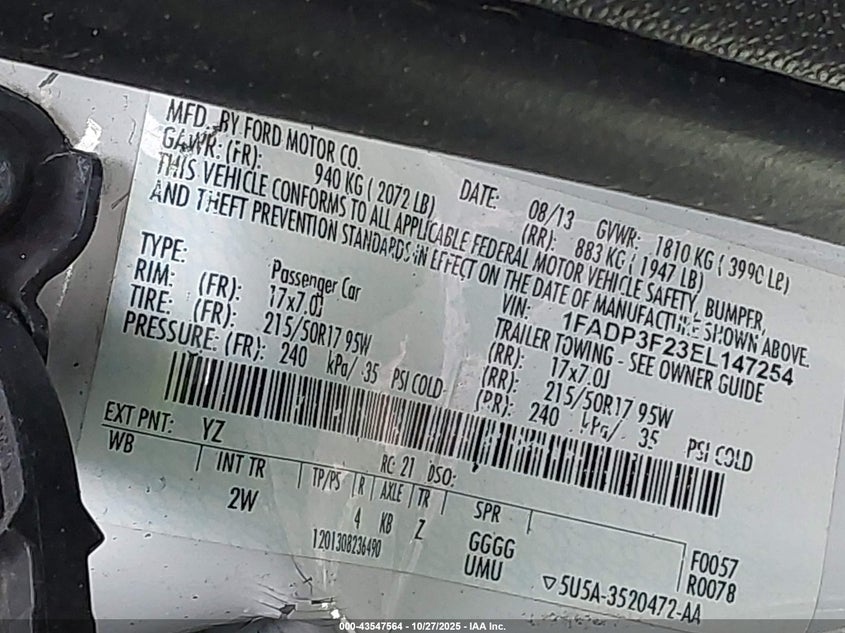 MFD. BY FORD MOTOR CO.
DATE: 08/13 GVWR: 1810 KG ( 3990 LB)
GAWR: (FR): 940 KG ( 2072 LB) (RR): 883 KG ( 1947 LB)
THIS VEHICLE CONFORMS TO ALL APPLICABLE FEDERAL MOTOR VEHICLE SAFETY, BUMPER,
AND THEFT PREVENTION STANDARDS IN EFFECT ON THE DATE OF MANUFACTURE SHOWN ABOVE.
VIN: 1FADP3F23EL147254
TYPE: Passenger Car TRAILER TOWING - SEE OWNER GUIDE
RIM: (FR): 17x7.0J (RR): 17x7.0J
TIRE: (FR): 215/50R17 95W (RR): 215/50R17 95W
PRESSURE: (FR): 240 kPa/ 35 PSI COLD (RR): 240 kPa/ 35 PSI COLD
EXT PNT: YZ RC: 21 DSO:
WB INT TR TP/PS R AXLE TR SPR
2W 4 KB Z GGGG F0057
1201308236490 UMU R0078
5U5A-3520472-AA
000-43547564 - 10/27/2025 - IAA Inc.